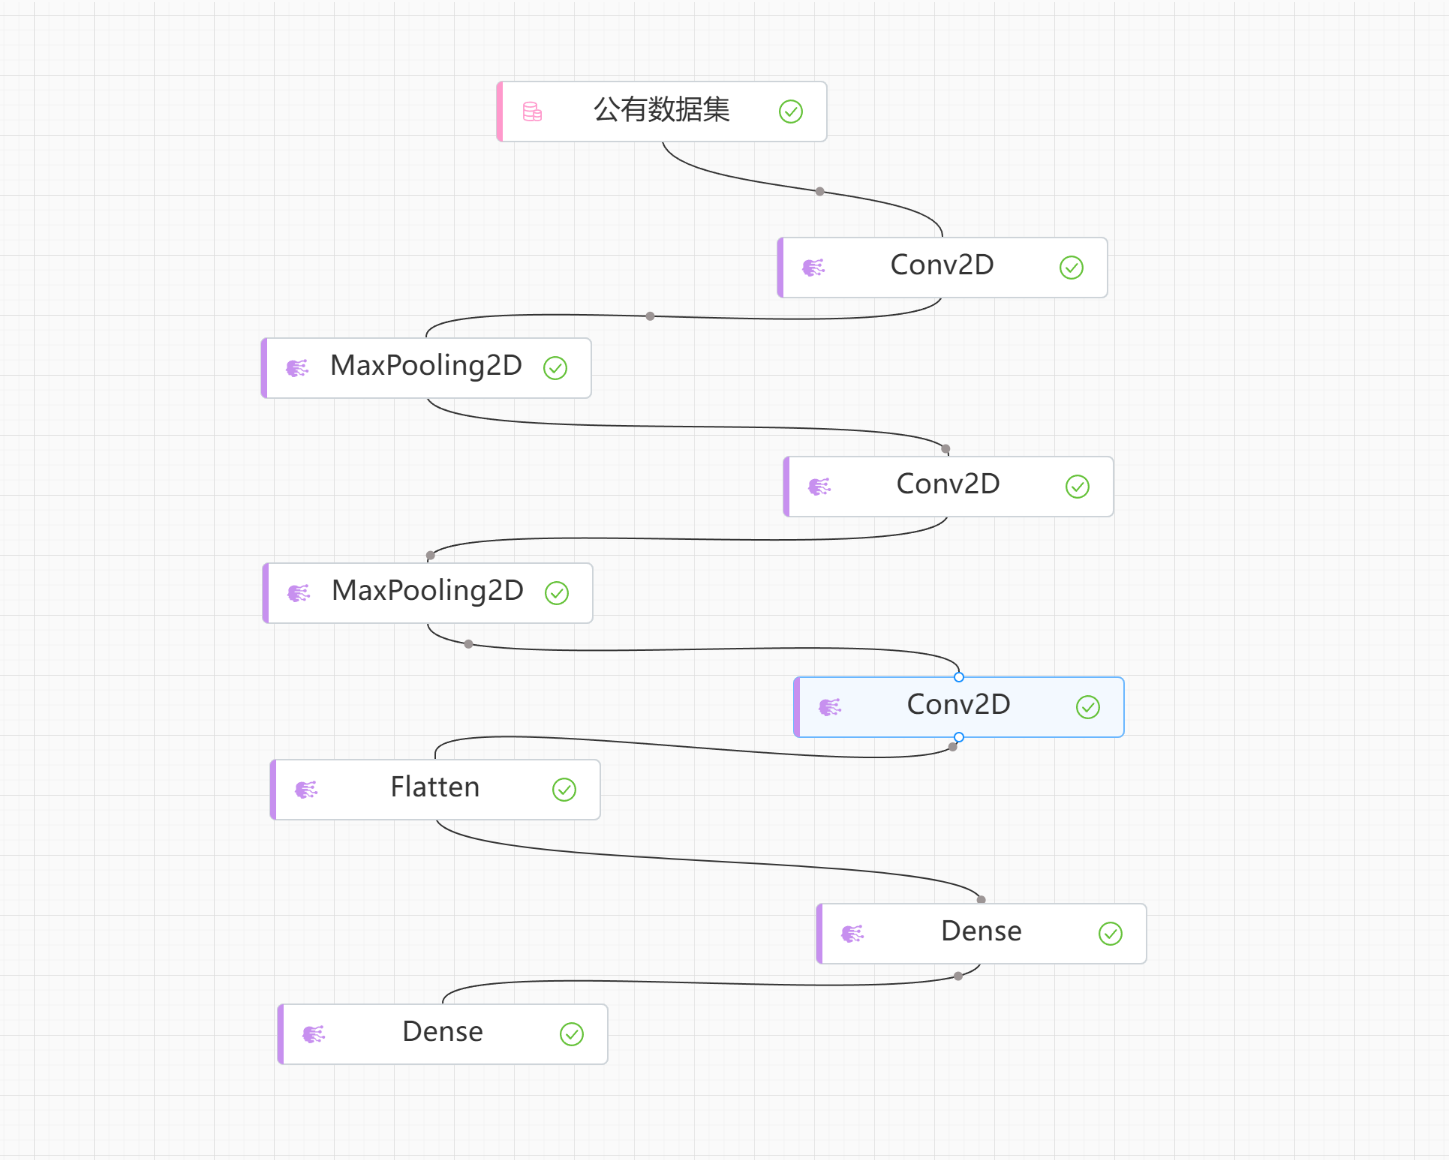 公有数据集
Conv2D
MaxPooling2D
Conv2D
MaxPooling2D
Conv2D
Flatten
Dense
Dense